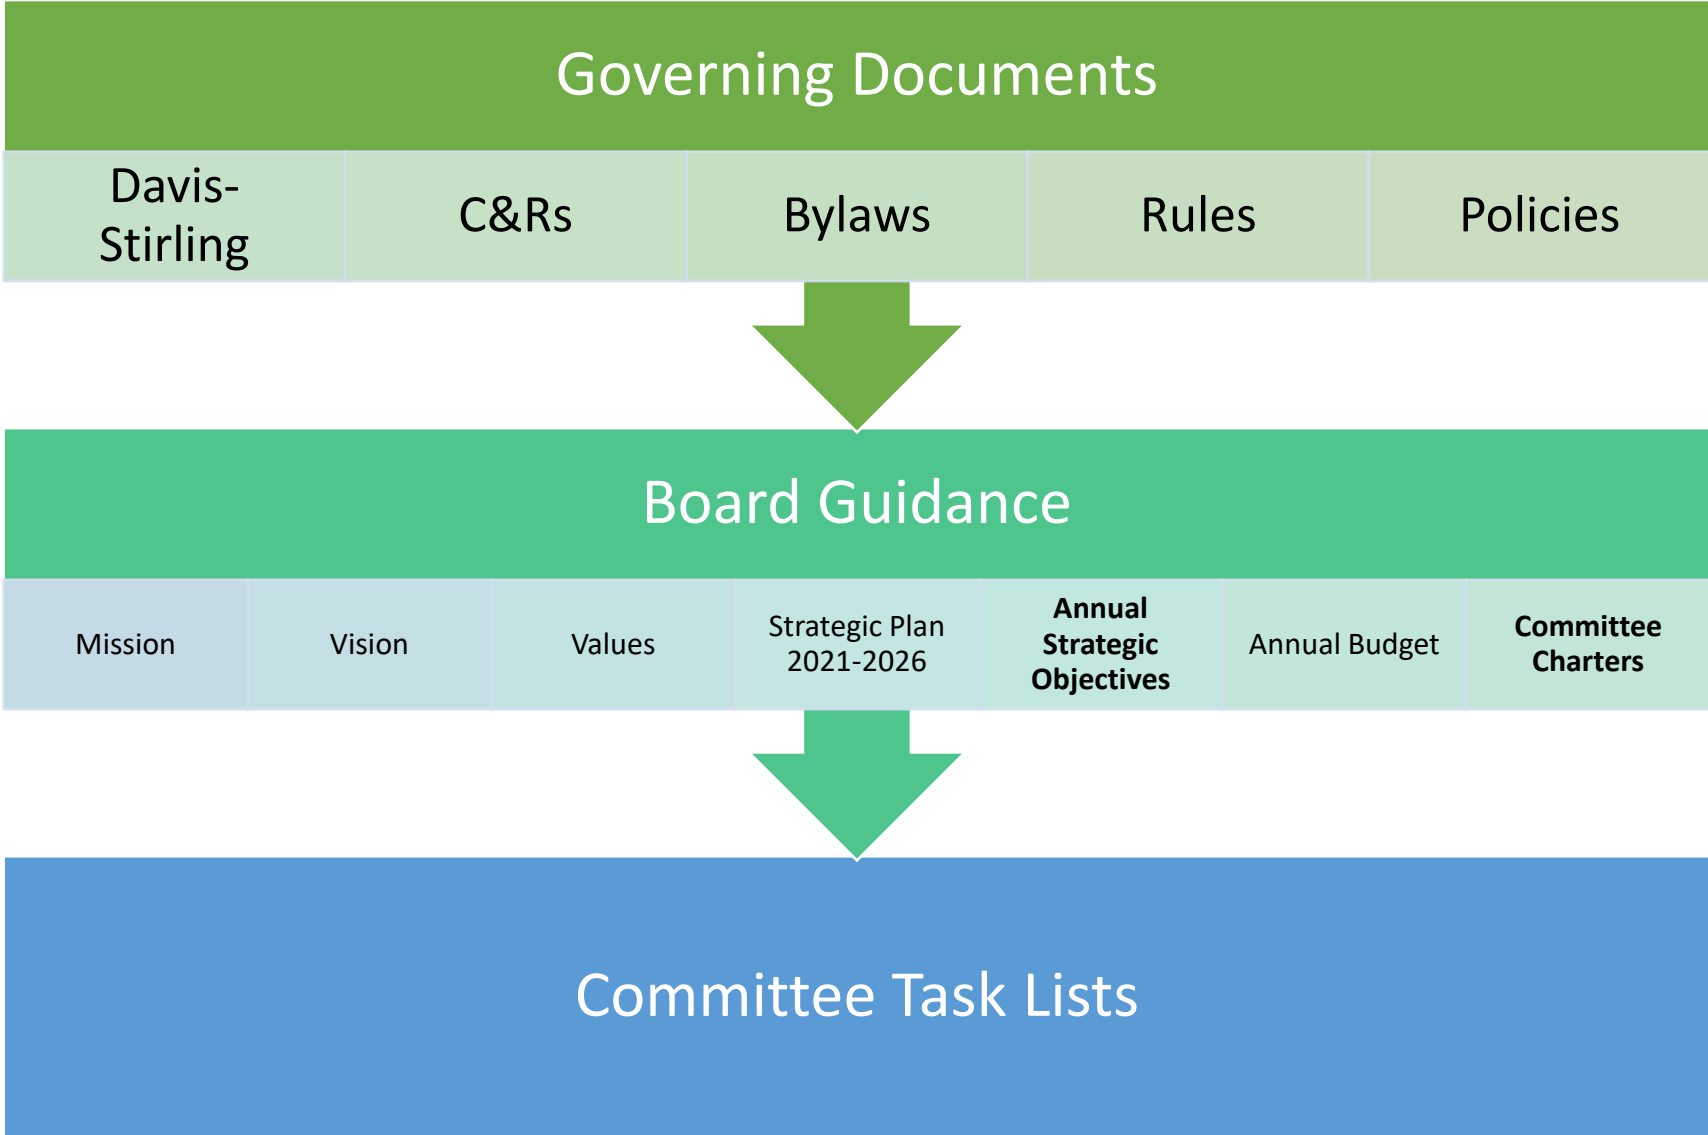 Governing Documents
Davis-
Stirling
C&Rs
Bylaws
Rules
Policies
Board Guidance
Mission
Vision
Values
Strategic Plan
2021-2026
Annual
Strategic
Objectives
Annual Budget
Committee
Charters
Committee Task Lists